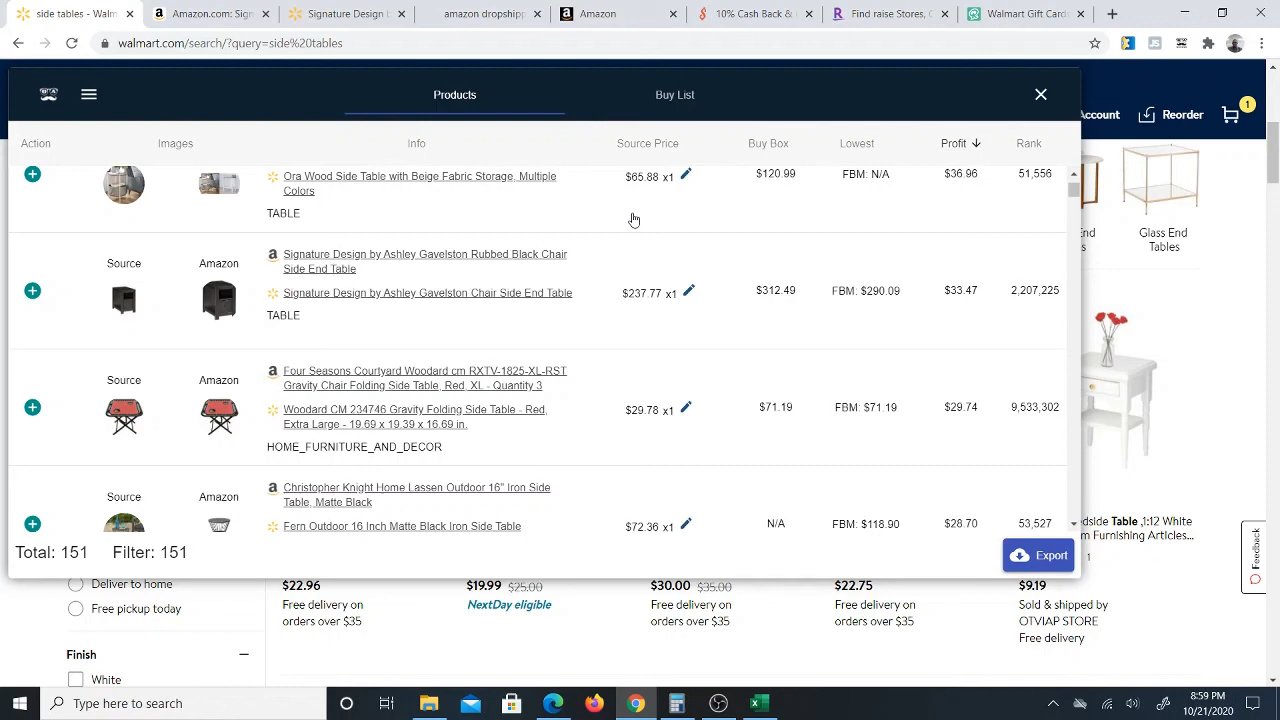 side tables - Walm
Amazon.com: Sign
Signature Design b
amazon dropshipp
Amazon
10% Cash Back &
Find raise Stores, C
Walmart Gift Cards
walmart.com/search/?query=side%20tables
JS
Account
Reorder
1
Products
Buy List
Action
Images
Info
Source Price
Buy Box
Lowest
Profit
Rank
Ora Wood Side Table with Beige Fabric Storage, Multiple
Colors
TABLE
$65.88 x1
$120.99
FBM: N/A
$36.96
51,556
nd
s
Glass End
Tables
Source
Amazon
Signature Design by Ashley Gavelston Rubbed Black Chair
Side End Table
Signature Design by Ashley Gavelston Chair Side End Table
TABLE
$237.77 x1
$312.49
FBM: $290.09
$33.47
2,207,225
Source
Amazon
Four Seasons Courtyard Woodard cm RXTV-1825-XL-RST
Gravity Chair Folding Side Table, Red, XL - Quantity 3
Woodard CM 234746 Gravity Folding Side Table - Red,
Extra Large - 19.69 x 19.39 x 16.69 in.
HOME_FURNITURE_AND_DECOR
$29.78 x1
$71.19
FBM: $71.19
$29.74
9,533,302
Source
Amazon
Christopher Knight Home Lassen Outdoor 16" Iron Side
Table, Matte Black
Fern Outdoor 16 Inch Matte Black Iron Side Table
$72.36 x1
N/A
FBM: $118.90
$28.70
53,527
Total: 151
Filter: 151
Export
dside Table ,1:12 White
m Furnishing Articles...
1
Feedback
Deliver to home
Free pickup today
Finish
White
$22.96
Free delivery on
orders over $35
$19.99 $25.00
NextDay eligible
$30.00 $35.00
Free delivery on
orders over $35
$22.75
Free delivery on
orders over $35
$9.19
Sold & shipped by
OTVIAP STORE
Free delivery
Type here to search
8:59 PM
10/21/2020